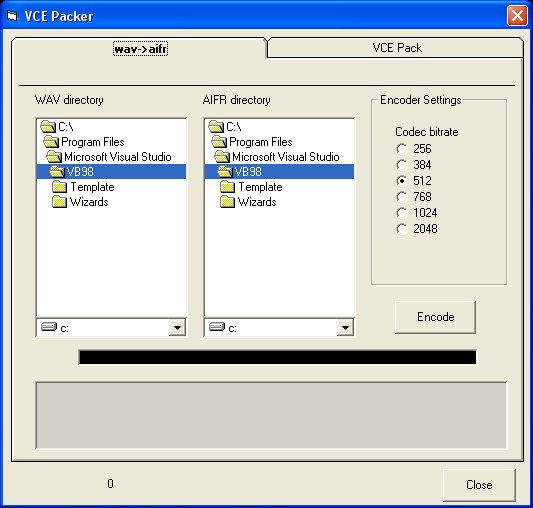 VCE Packer
wav->aifr
VCE Pack
WAV directory
C:\
Program Files
Microsoft Visual Studio
VB98
Template
Wizards
c:
AIFR directory
C:\
Program Files
Microsoft Visual Studio
VB98
Template
Wizards
c:
Encoder Settings
Codec bitrate
256
384
512
768
1024
2048
Encode
0
Close